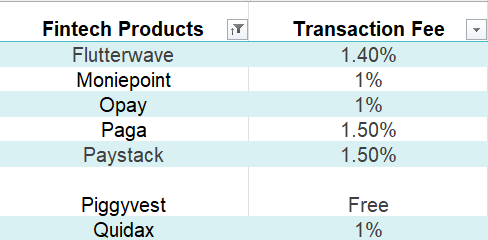 Fintech Products Transaction Fee
Flutterwave 1.40%
Moniepoint 1%
Opay 1%
Paga 1.50%
Paystack 1.50%
Piggyvest Free
Quidax 1%